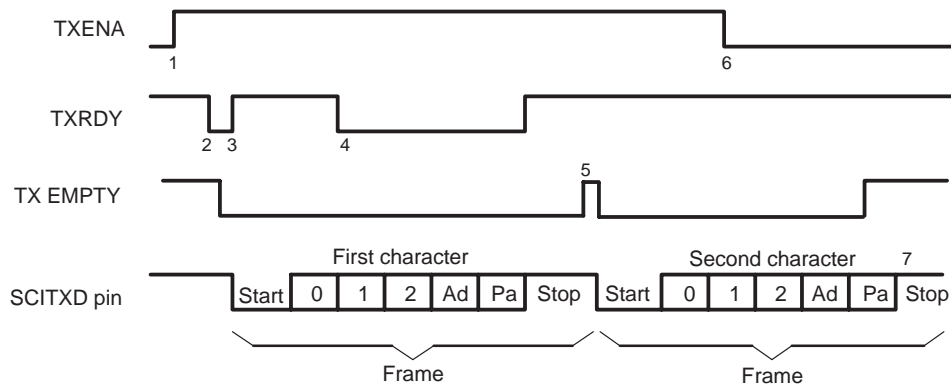 TXENA
1
6
TXRDY
2
3
4
5
TX EMPTY
First character
Second character
7
SCITXD pin
Start 0 1 2 Ad Pa Stop Start 0 1 2 Ad Pa Stop
Frame
Frame